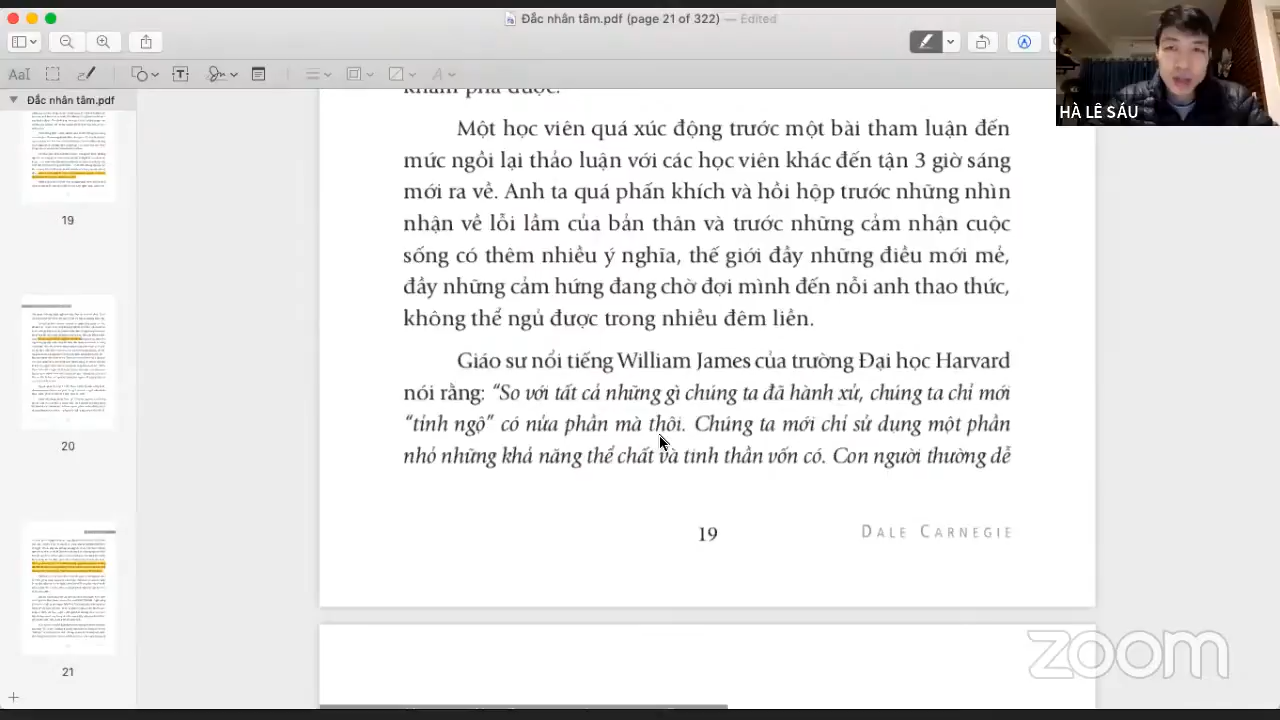 Đắc nhân tâm.pdf (page 21 of 322) — Edited
HÀ LÊ SÁU
Đắc nhân tâm.pdf
19
20
21
khám phá được.
Một học viên quá xúc động trước một bài tham luận đến
mức ngồi lại thảo luận với các học viên khác đến tận 3 giờ sáng
mới ra về. Anh ta quá phấn khích và hồi hộp trước những nhìn
nhận về lỗi lầm của bản thân và trước những cảm nhận cuộc
sống có thêm nhiều ý nghĩa, thế giới đầy những điều mới mẻ,
đầy những cảm hứng đang chờ đợi mình đến nỗi anh thao thức,
không thể ngủ được trong nhiều đêm liền.
Giáo sư nổi tiếng William James của trường Đại học Harvard
nói rằng: “So với tất cả những gì chúng ta có thể hành xử, chúng ta chỉ mới
“tỉnh ngộ” có nửa phần mà thôi. Chúng ta mới chỉ sử dụng một phần
nhỏ những khả năng thể chất và tinh thần vốn có. Con người thường dễ
19
DALE CARNEGIE
zoom